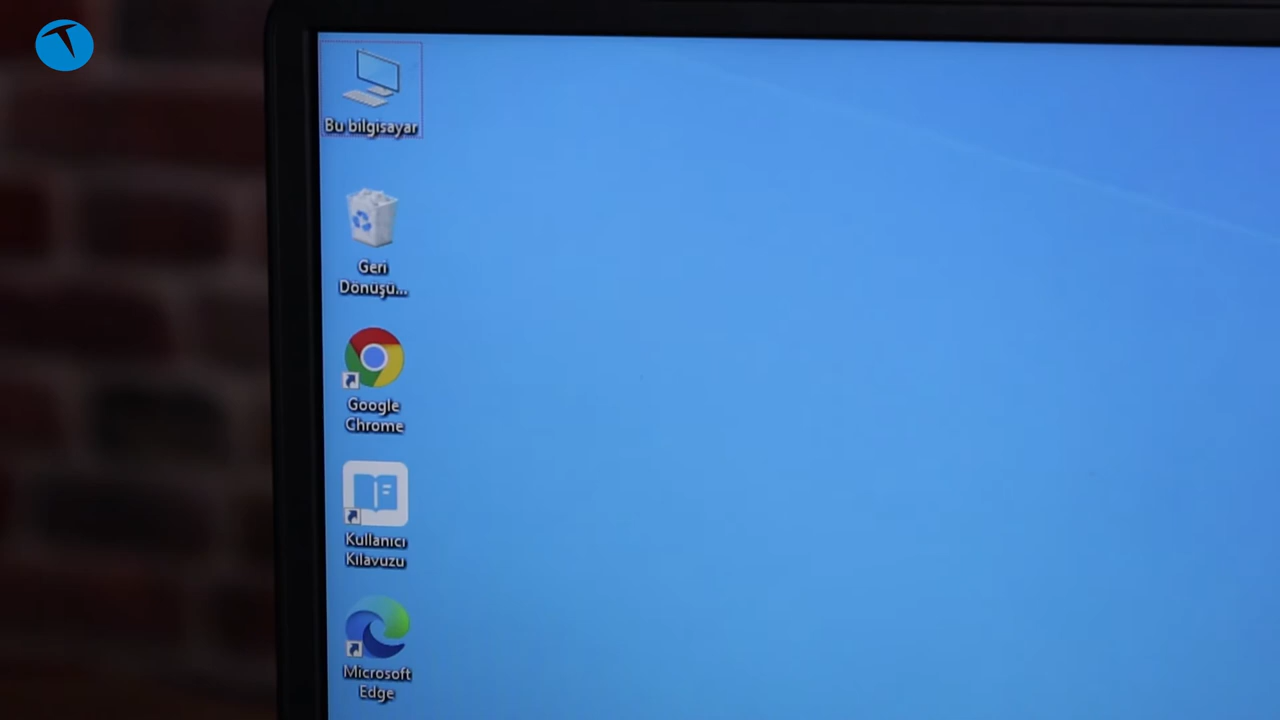 Bu bilgisayar
Geri
Dönüşü...
Google
Chrome
Kullanıcı
Kılavuzu
Microsoft
Edge